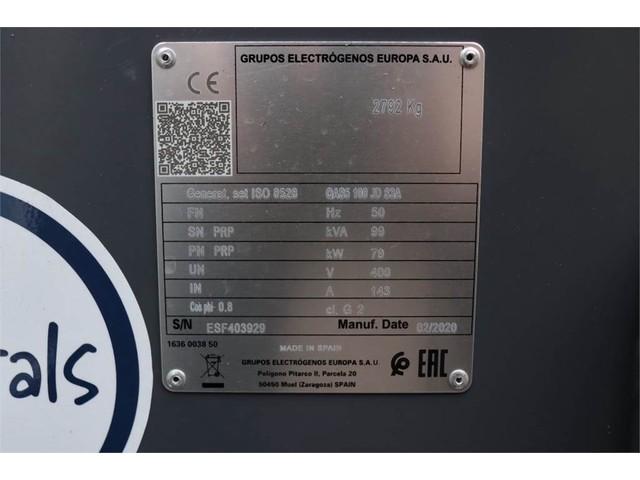 GRUPOS ELECTRÓGENOS EUROPA S.A.U.
CE
2792 Kg
Generat. set ISO 8528 QAS5 100 JD S3A
FN Hz 50
SN PRP kVA 99
PN PRP kW 79
UN V 400
IN A 143
Cos phi 0.8 cl. G 2
S/N ESF403929 Manuf. Date 02/2020
1636 0038 50
MADE IN SPAIN
GRUPOS ELECTRÓGENOS EUROPA S.A.U.
Polígono Pitarco II, Parcela 20
50450 Muel (Zaragoza) SPAIN
EAC
tals